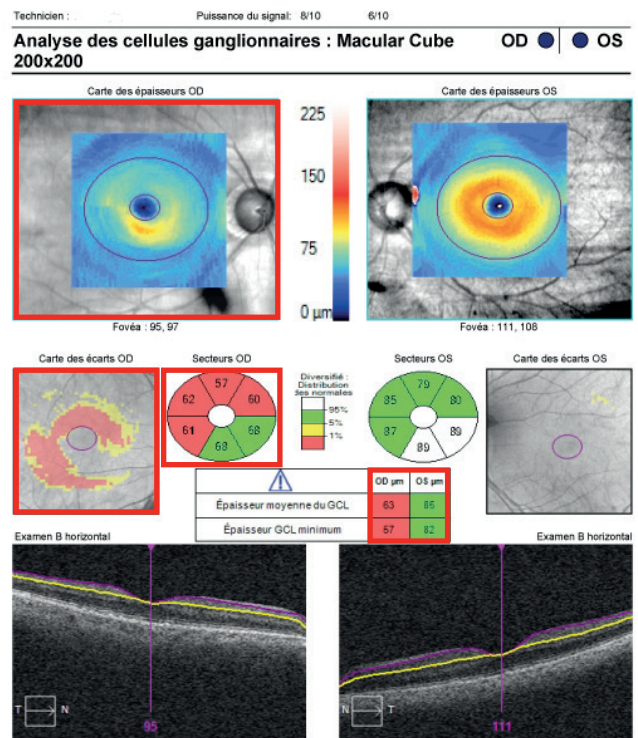 Technicien :
Puissance du signal: 8/10 6/10
Analyse des cellules ganglionnaires : Macular Cube 200x200
OD OS
Carte des épaisseurs OD
Carte des épaisseurs OS
225
150
75
0 µm
Fovéa : 95, 97
Fovéa : 111, 108
Carte des écarts OD
Secteurs OD
Diversifié :
Distribution
des normales
95%
5%
1%
Secteurs OS
Carte des écarts OS
57
62 60
61 68
68
79
85 80
87 89
89
OD µm OS µm
Épaisseur moyenne du GCL 63 85
Épaisseur GCL minimum 57 82
Examen B horizontal
Examen B horizontal
T N
95
N T
111